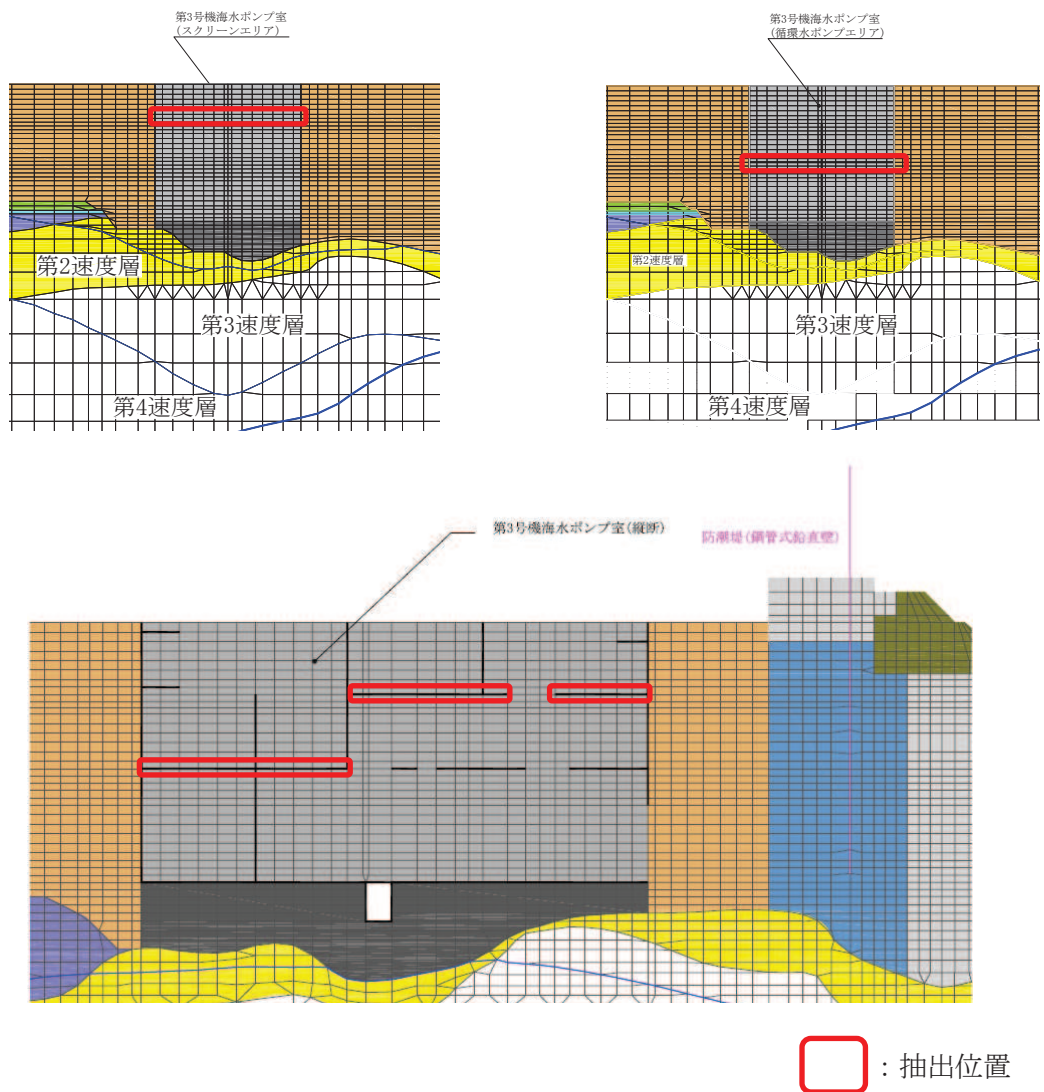 第3号機海水ポンプ室
(スクリーンエリア)
第3号機海水ポンプ室
(循環水ポンプエリア)
第2速度層
第3速度層
第4速度層
第2速度層
第3速度層
第4速度層
第3号機海水ポンプ室(縦断)
防潮堤(鋼管式鉛直壁)
：抽出位置